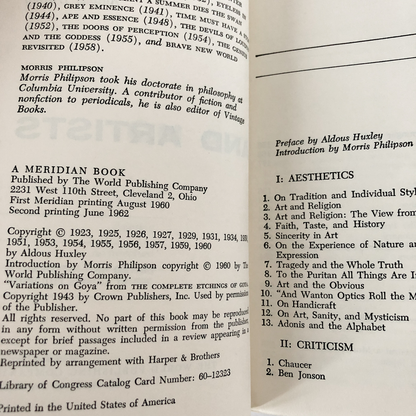 (1940), GREY EMINENCE (1941), TIME MUST HAVE A
(1944), APE AND ESSENCE (1948), THE DEVILS OF
(1952), THE DOORS OF PERCEPTION (1954), THE
AND THE GODDESS (1955), and BRAVE NEW WORLD
REVISITED (1958).
MORRIS PHILIPSON
Morris Philipson took his doctorate in philosophy at
Columbia University. A contributor of fiction and
nonfiction to periodicals, he is also editor of Vintage
Books.
A MERIDIAN BOOK
Published by The World Publishing Company
2231 West 110th Street, Cleveland 2, Ohio
First Meridian printing August 1960
Second printing June 1962
Copyright © 1923, 1925, 1926, 1927, 1929, 1931, 1934,
1951, 1953, 1954, 1955, 1956, 1957, 1959, 1960
by Aldous Huxley
Introduction by Morris Philipson copyright © 1960 by The
World Publishing Company.
"Variations on Goya" from THE COMPLETE ETCHINGS OF
Copyright 1943 by Crown Publishers, Inc. Used by permission
of the Publisher.
All rights reserved. No part of this book may be reproduced
in any form without written permission from the publisher,
except for brief passages included in a review appearing in a
newspaper or magazine.
Reprinted by arrangement with Harper & Brothers
Library of Congress Catalog Card Number: 60-12323
Printed in the United States of America
Preface by Aldous Huxley
Introduction by Morris Philipson
I: AESTHETICS
1. On Tradition and Individual
2. Art and Religion
3. Art and Religion: The View from
4. Faith, Taste, and History
5. Sincerity in Art
6. On the Experience of Nature
Expression
7. Tragedy and the Whole Truth
8. To the Puritan All Things Are
9. Art and the Obvious
10. "And Wanton Optics Roll the
11. On Handicraft
12. On Art, Sanity, and Mysticism
13. Adonis and the Alphabet
II: CRITICISM
1. Chaucer
2. Ben Jonson